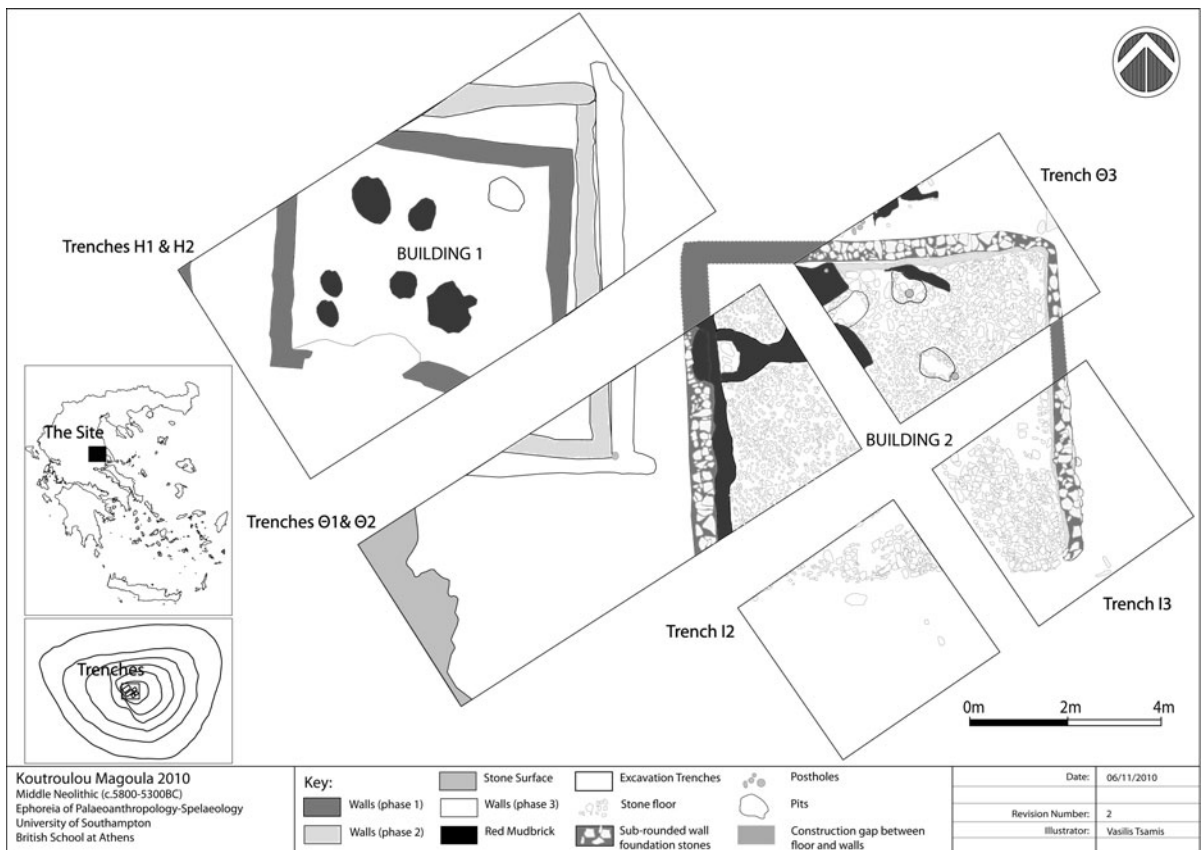 Trench Θ3
Trenches H1 & H2
BUILDING 1
The Site
BUILDING 2
Trenches Θ1& Θ2
Trench I3
Trench I2
Trenches
0m 2m 4m
Koutroulou Magoula 2010
Middle Neolithic (c.5800-5300BC)
Ephoreia of Palaeoanthropology-Spelaeology
University of Southampton
British School at Athens
Key:
Walls (phase 1)
Walls (phase 2)
Stone Surface
Walls (phase 3)
Red Mudbrick
Excavation Trenches
Stone floor
Sub-rounded wall
foundation stones
Postholes
Pits
Construction gap between
floor and walls
Date: 06/11/2010
Revision Number: 2
Illustrator: Vasilis Tsamis